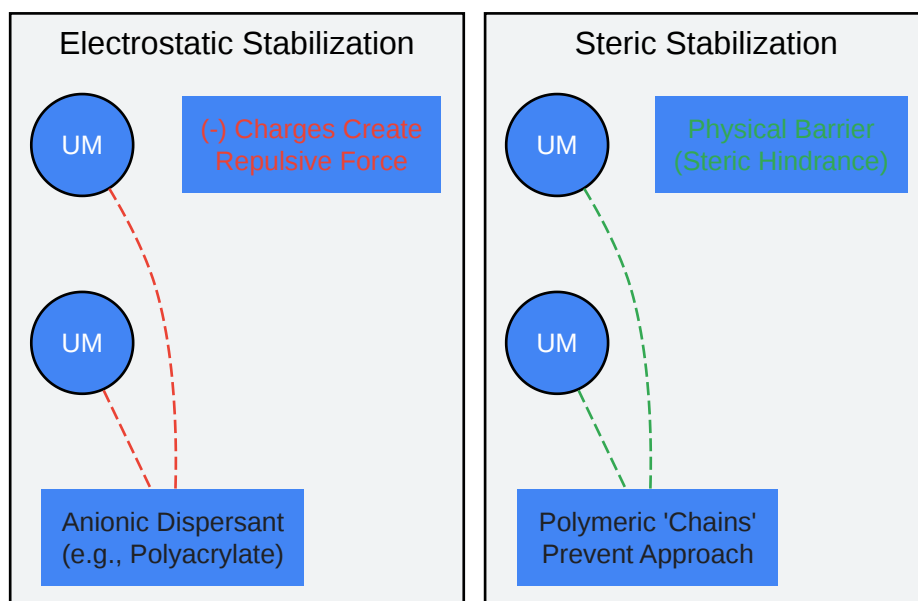 Electrostatic Stabilization
UM
(-) Charges Create
Repulsive Force
UM
Anionic Dispersant
(e.g., Polyacrylate)
Steric Stabilization
UM
Physical Barrier
(Steric Hindrance)
UM
Polymeric 'Chains'
Prevent Approach